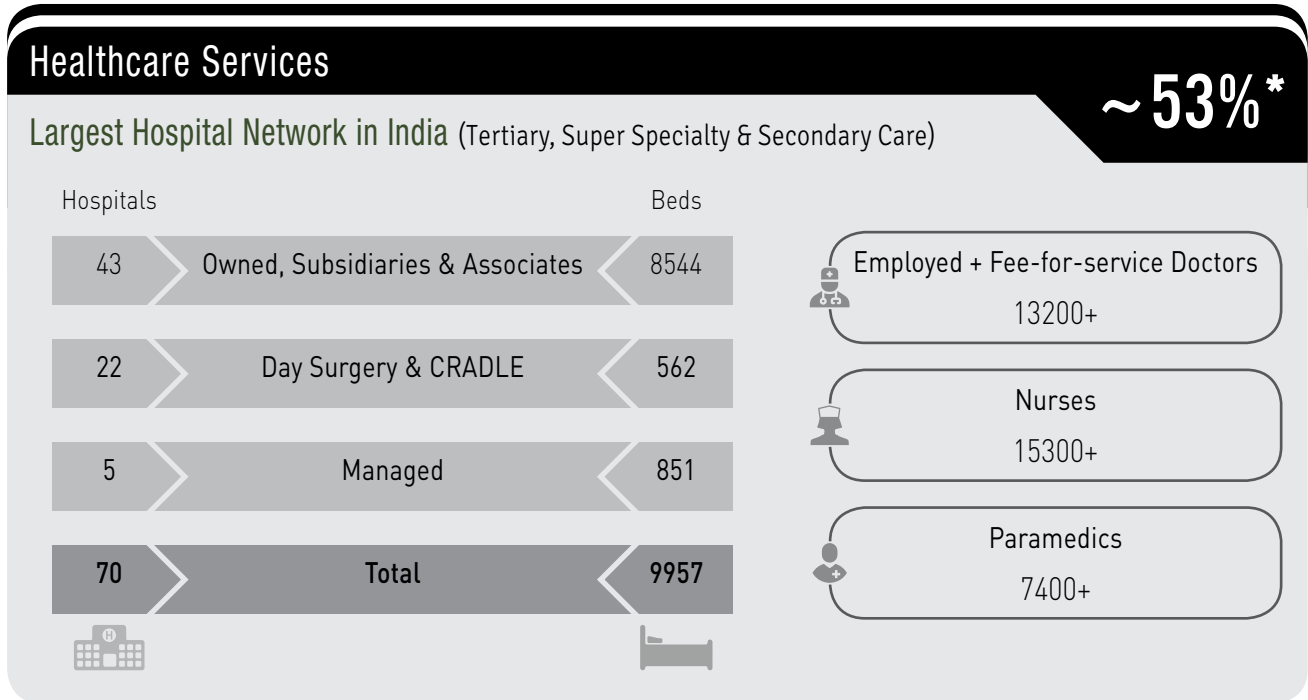 Healthcare Services
~53%*
Largest Hospital Network in India (Tertiary, Super Specialty & Secondary Care)
Hospitals Beds
43 Owned, Subsidiaries & Associates 8544
22 Day Surgery & CRADLE 562
5 Managed 851
70 Total 9957
H
Employed + Fee-for-service Doctors
13200+
Nurses
15300+
Paramedics
7400+